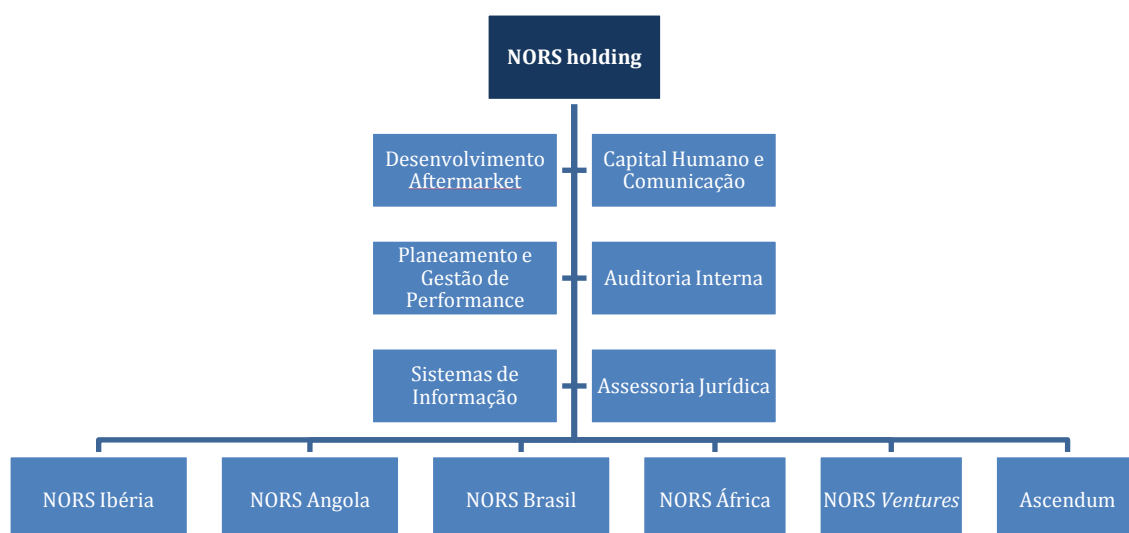 NORS holding
Desenvolvimento
Aftermarket
Capital Humano e
Comunicação
Planeamento e
Gestão de
Performance
Auditoria Interna
Sistemas de
Informação
Assessoria Jurídica
NORS Ibéria
NORS Angola
NORS Brasil
NORS África
NORS Ventures
Ascendum